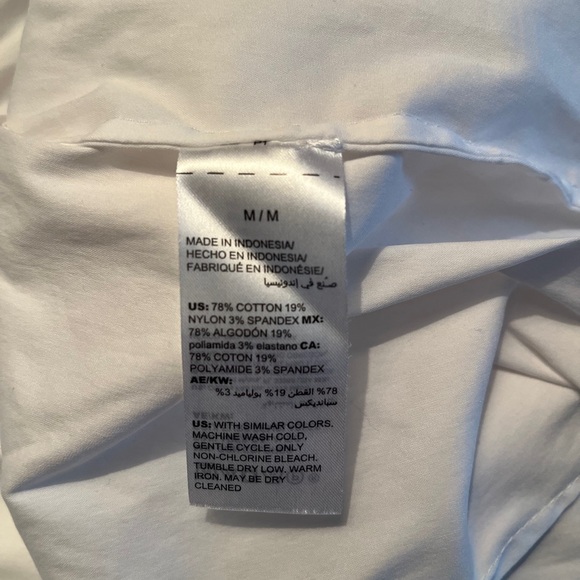 M/M
MADE IN INDONESIA/
HECHO EN INDONESIA/
FABRIQUÉ EN INDONÉSIE/
صنع في إندونيسيا
US: 78% COTTON 19%
NYLON 3% SPANDEX MX:
78% ALGODÓN 19%
poliamida 3% elastano CA:
78% COTON 19%
POLYAMIDE 3% SPANDEX
AE/KW:
78% القطن 19% بولياميد 3%
سبانديكس
US: WITH SIMILAR COLORS,
MACHINE WASH COLD,
GENTLE CYCLE, ONLY
NON-CHLORINE BLEACH.
TUMBLE DRY LOW, WARM
IRON. MAY BE DRY
CLEANED